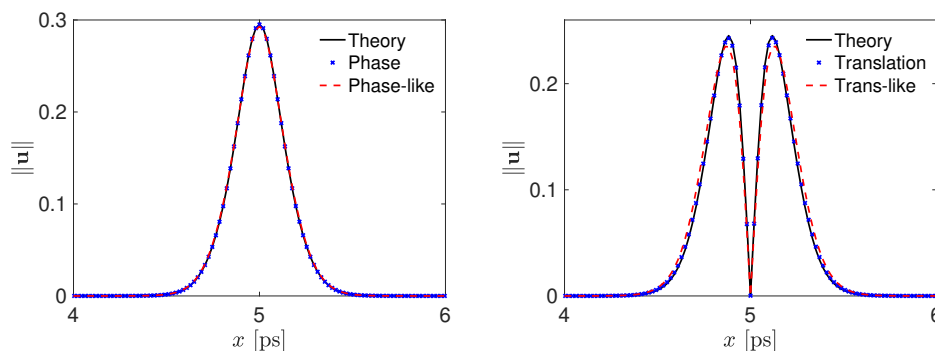 0.3
0.2
0.1
0
‖u‖
Theory
Phase
Phase-like
4
5
6
x [ps]
0.2
0.1
0
‖u‖
Theory
Translation
Trans-like
4
5
6
x [ps]